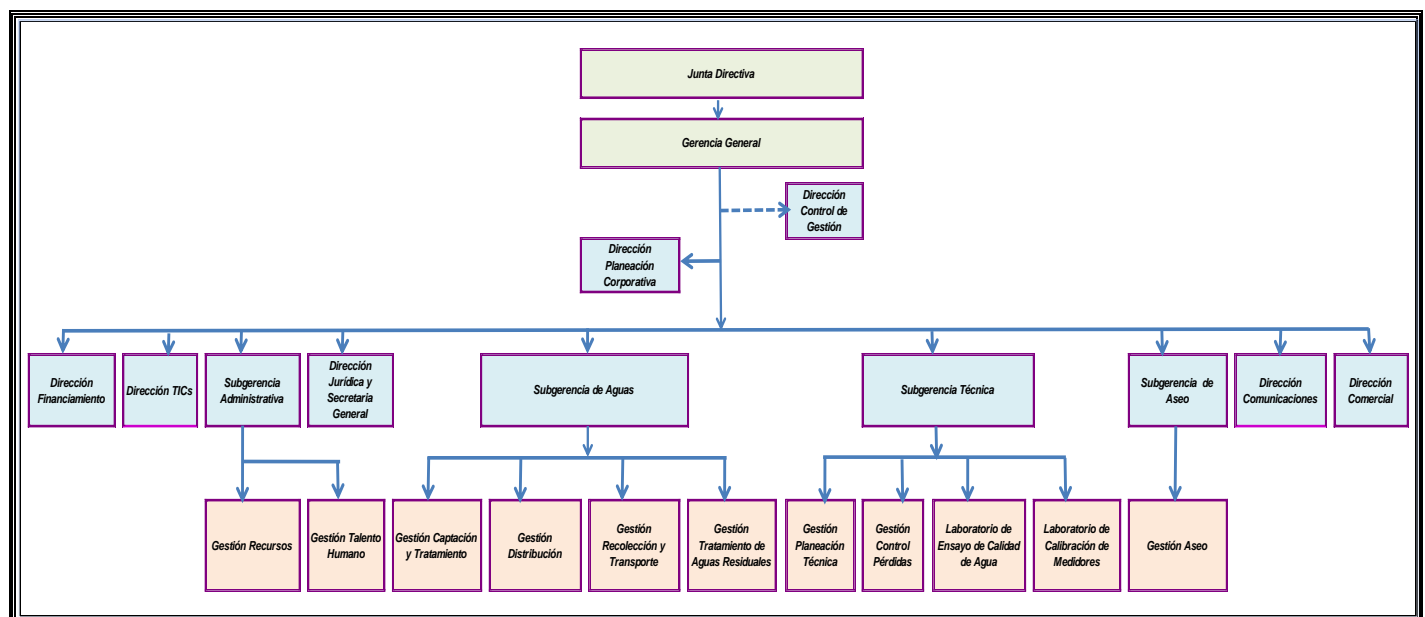 Junta Directiva
Gerencia General
Dirección
Control de
Gestión
Dirección
Planeación
Corporativa
Dirección
Financiamiento
Dirección TICs
Subgerencia
Administrativa
Dirección
Jurídica y
Secretaria
General
Subgerencia de Aguas
Subgerencia Técnica
Subgerencia de
Aseo
Dirección
Comunicaciones
Dirección
Comercial
Gestión Recursos
Gestión Talento
Humano
Gestión Captación
y Tratamiento
Gestión
Distribución
Gestión
Recolección y
Transporte
Gestión
Tratamiento de
Aguas Residuales
Gestión
Planeación
Técnica
Gestión
Control
Pérdidas
Laboratorio de
Ensayo de Calidad
de Agua
Laboratorio de
Calibración de
Medidores
Gestión Aseo